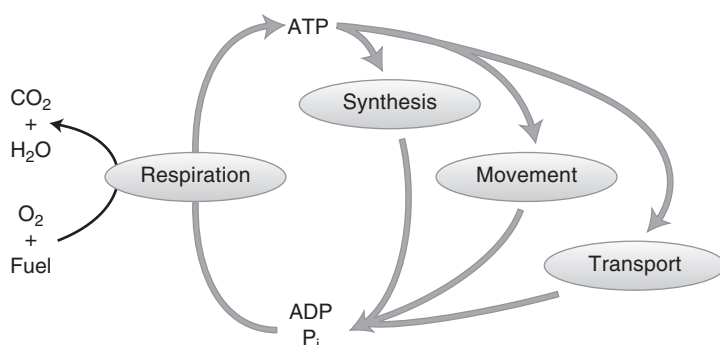 ATP
Synthesis
CO₂
+
H₂O
Respiration
Movement
O₂
+
Fuel
Transport
ADP
Pᵢ